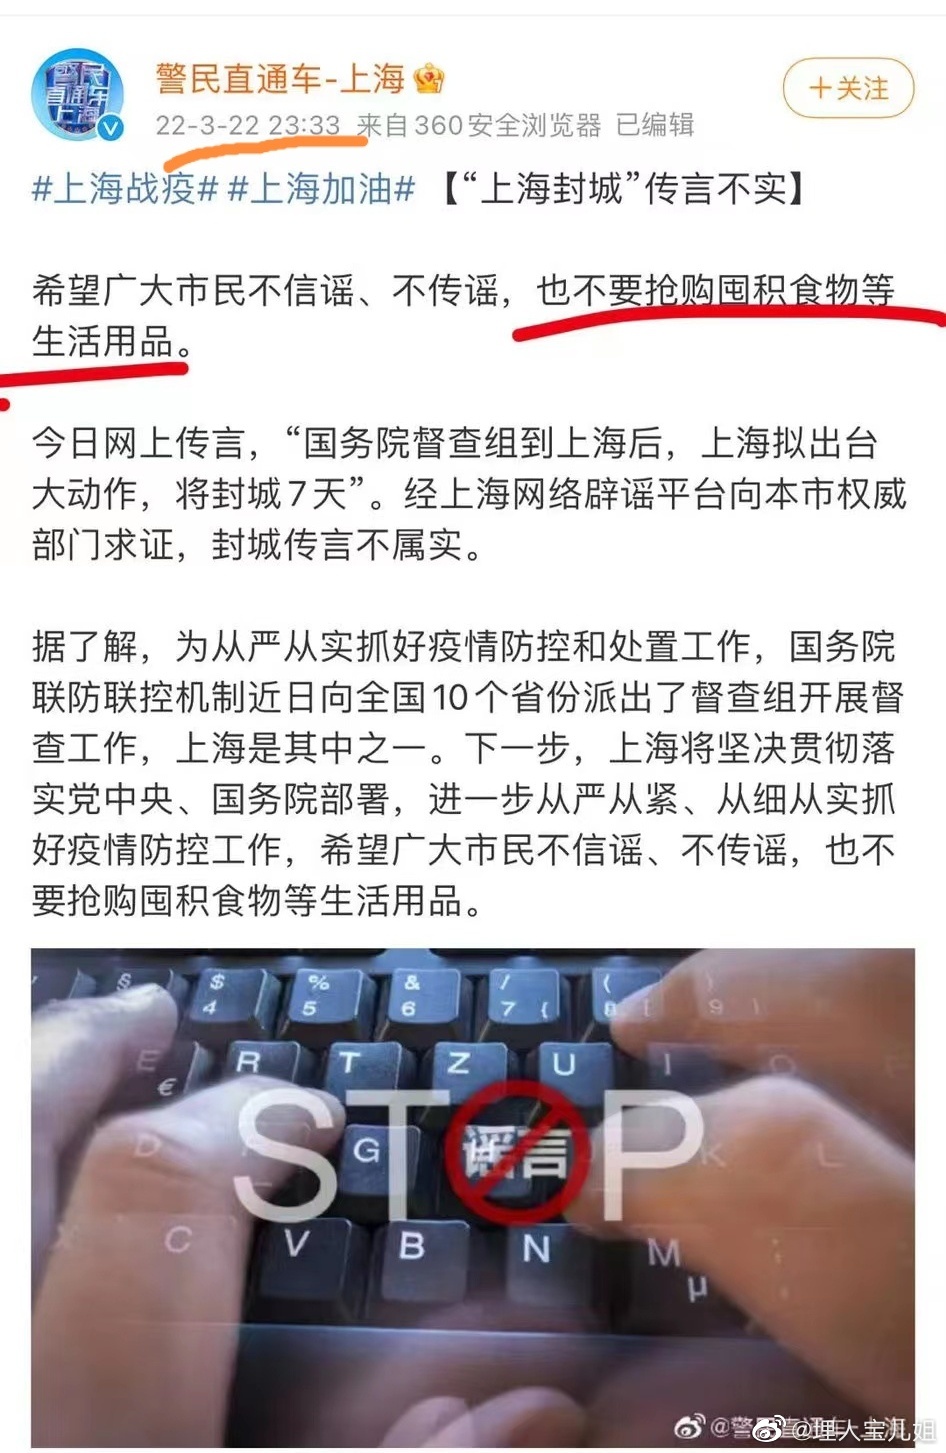 警民直通车-上海
+关注
22-3-22 23:33 来自360安全浏览器 已编辑
#上海战疫# #上海加油# 【“上海封城”传言不实】
希望广大市民不信谣、不传谣，也不要抢购囤积食物等
生活用品。
今日网上传言，“国务院督查组到上海后，上海拟出台
大动作，将封城7天”。经上海网络辟谣平台向本市权威
部门求证，封城传言不属实。
据了解，为从严从实抓好疫情防控和处置工作，国务院
联防联控机制近日向全国10个省份派出了督查组开展督
查工作，上海是其中之一。下一步，上海将坚决贯彻落
实党中央、国务院部署，进一步从严从紧、从细从实抓
好疫情防控工作，希望广大市民不信谣、不传谣，也不
要抢购囤积食物等生活用品。
§ $ % & / (
4 5 6 7 { 8 [ 9
E € R T Z U I O
STOP
谣言
D G K L
C V B N M µ
@埋人宝几姐